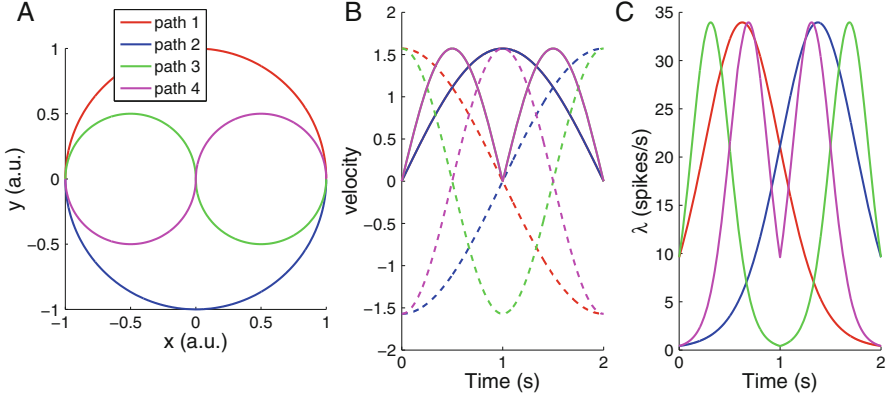 A
path 1
path 2
path 3
path 4
1
0.5
0
−0.5
−1
y (a.u.)
−1
−0.5
0
0.5
1
x (a.u.)
B
2
1.5
1
0.5
0
−0.5
−1
−1.5
−2
velocity
0
1
2
Time (s)
C
40
35
30
25
20
15
10
5
0
λ (spikes/s)
0
1
2
Time (s)